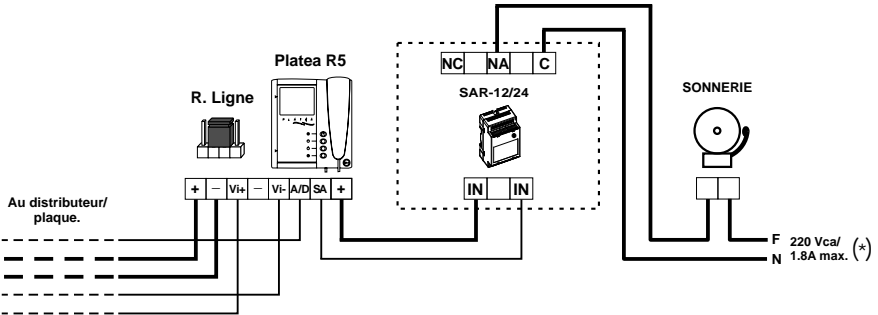 NC NA C
Platea R5
SAR-12/24
SONNERIE
R. Ligne
PLATEA
+ − Vi+ − Vi- A/D SA +
IN IN
Au distributeur/
plaque.
F
220 Vca/
1.8A max.
(*)
N